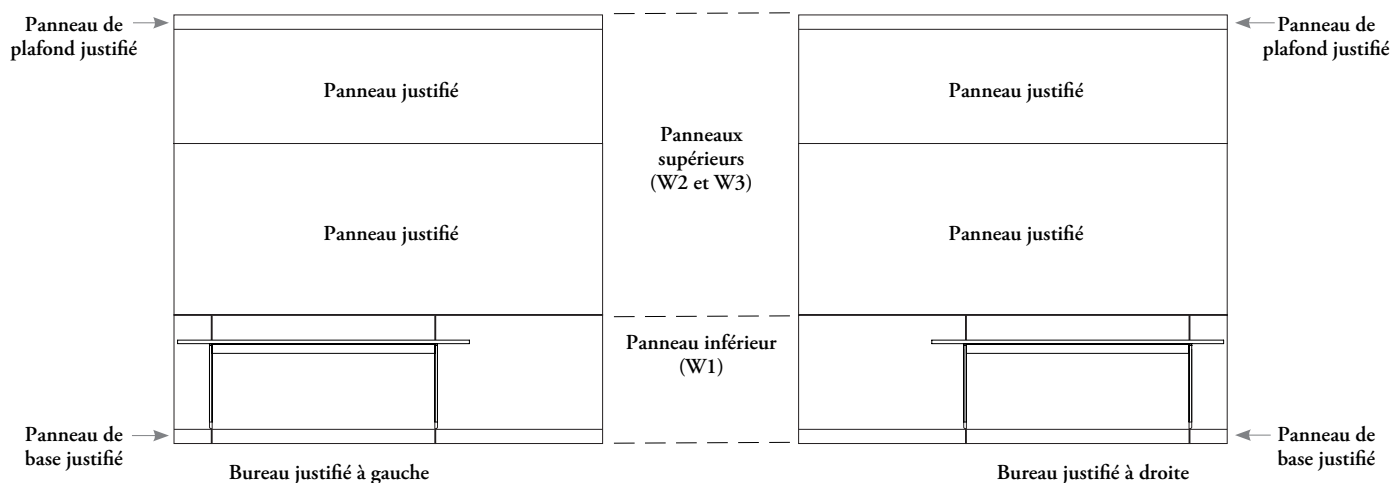 Panneau de
plafond justifié
Panneau justifié
Panneau justifié
Panneau de
base justifié
Bureau justifié à gauche
Panneaux
supérieurs
(W2 et W3)
Panneau inférieur
(W1)
Panneau de
plafond justifié
Panneau justifié
Panneau justifié
Panneau de
base justifié
Bureau justifié à droite